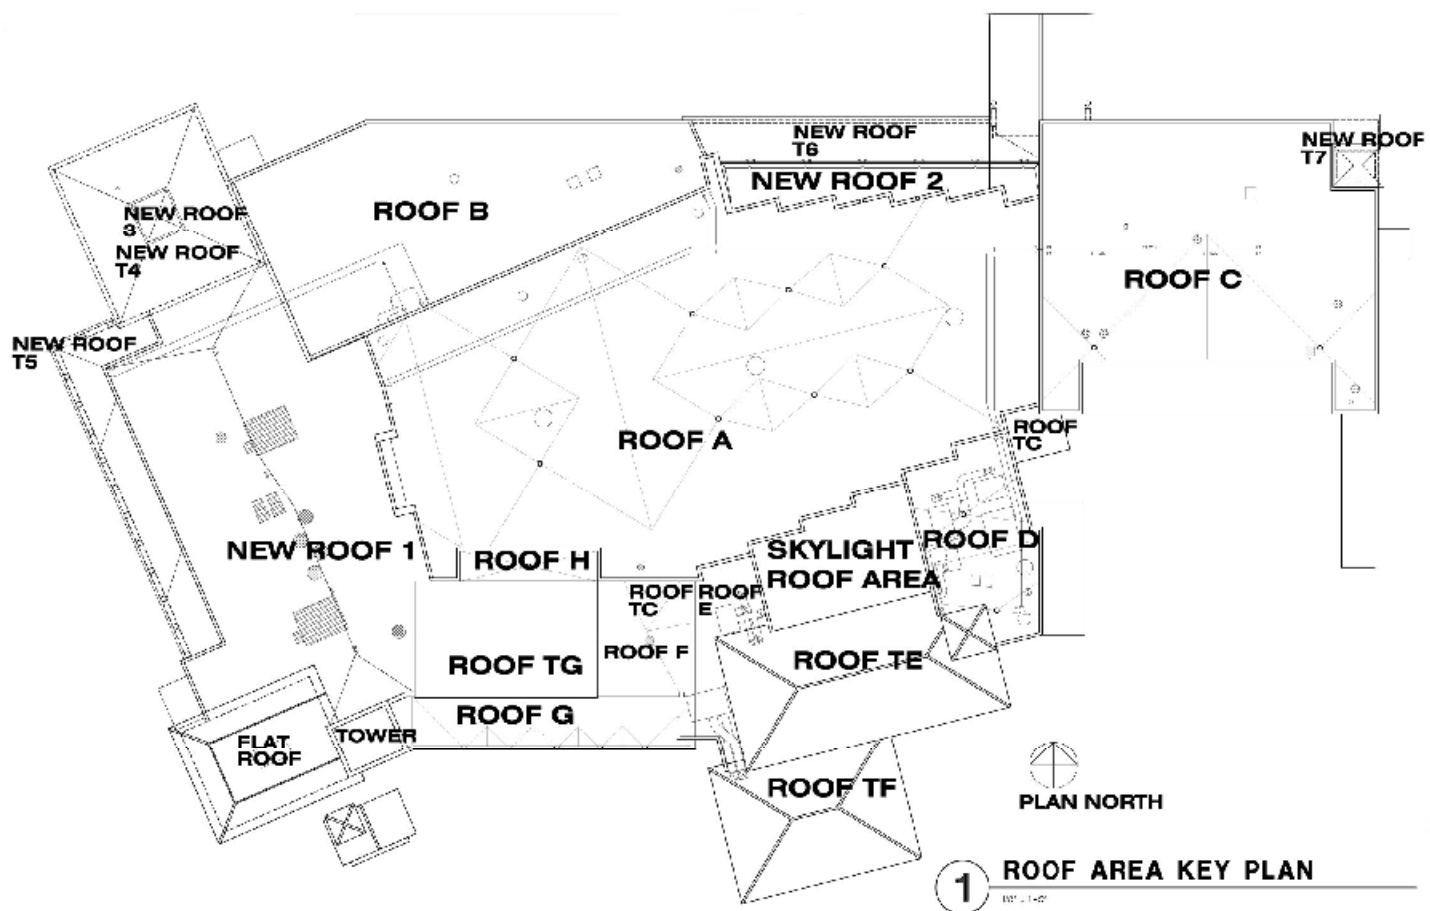 NEW ROOF
T6
NEW ROOF
T7
NEW ROOF 2
ROOF B
NEW ROOF
3
NEW ROOF
T4
ROOF C
NEW ROOF
T5
ROOF A
ROOF
TC
NEW ROOF 1
ROOF H
SKYLIGHT
ROOF AREA
ROOF D
ROOF
TC
ROOF
E
ROOF TG
ROOF F
ROOF TE
ROOF G
FLAT
ROOF
TOWER
ROOF TF
PLAN NORTH
1
ROOF AREA KEY PLAN